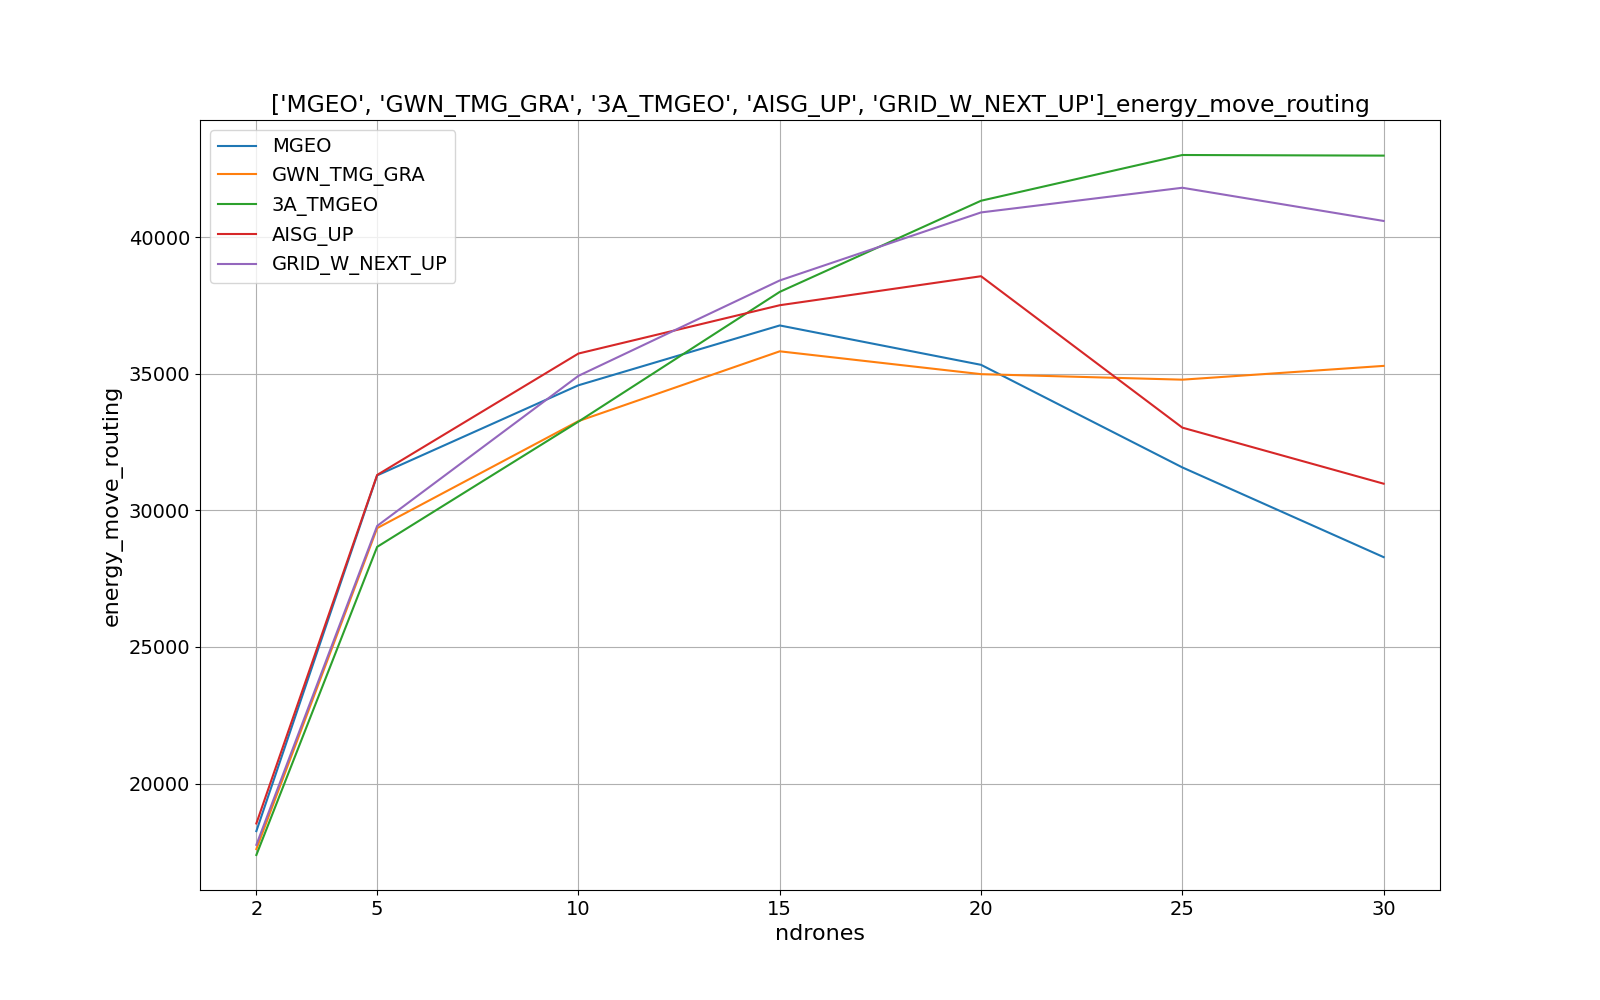 ['MGEO', 'GWN_TMG_GRA', '3A_TMGEO', 'AISG_UP', 'GRID_W_NEXT_UP']_energy_move_routing
MGEO
GWN_TMG_GRA
3A_TMGEO
AISG_UP
GRID_W_NEXT_UP
energy_move_routing
40000
35000
30000
25000
20000
2 5 10 15 20 25 30
ndrones